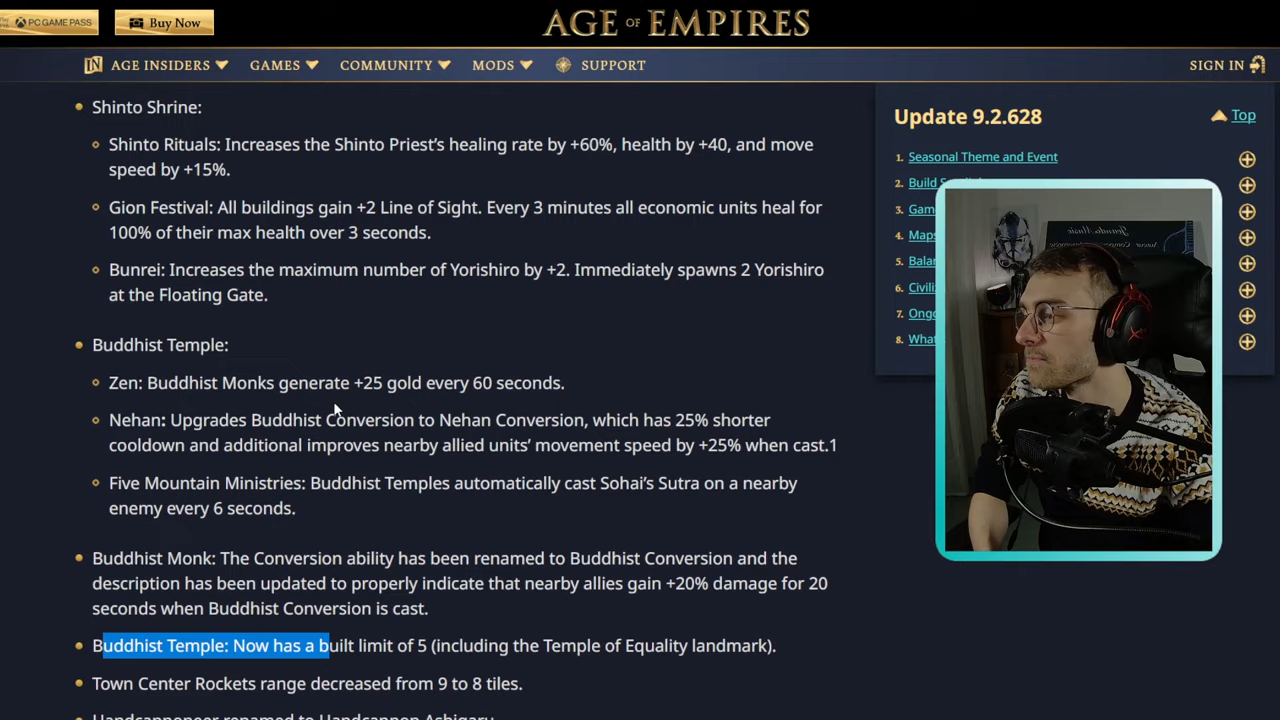 PC GAME PASS
Buy Now
AGE OF EMPIRES
AGE INSIDERS
GAMES
COMMUNITY
MODS
SUPPORT
SIGN IN
Shinto Shrine:
Shinto Rituals: Increases the Shinto Priest's healing rate by +60%, health by +40, and move
speed by +15%.
Gion Festival: All buildings gain +2 Line of Sight. Every 3 minutes all economic units heal for
100% of their max health over 3 seconds.
Bunrei: Increases the maximum number of Yorishiro by +2. Immediately spawns 2 Yorishiro
at the Floating Gate.
Buddhist Temple:
Zen: Buddhist Monks generate +25 gold every 60 seconds.
Nehan: Upgrades Buddhist Conversion to Nehan Conversion, which has 25% shorter
cooldown and additional improves nearby allied units' movement speed by +25% when cast.1
Five Mountain Ministries: Buddhist Temples automatically cast Sohai's Sutra on a nearby
enemy every 6 seconds.
Buddhist Monk: The Conversion ability has been renamed to Buddhist Conversion and the
description has been updated to properly indicate that nearby allies gain +20% damage for 20
seconds when Buddhist Conversion is cast.
Buddhist Temple: Now has a built limit of 5 (including the Temple of Equality landmark).
Town Center Rockets range decreased from 9 to 8 tiles.
Handcannoneer renamed to Handcannon Ashigaru
Update 9.2.628
Top
1. Seasonal Theme and Event
2. Build
3. Gam
4. Maps
5. Balan
6. Civili
7. Ongo
8. What